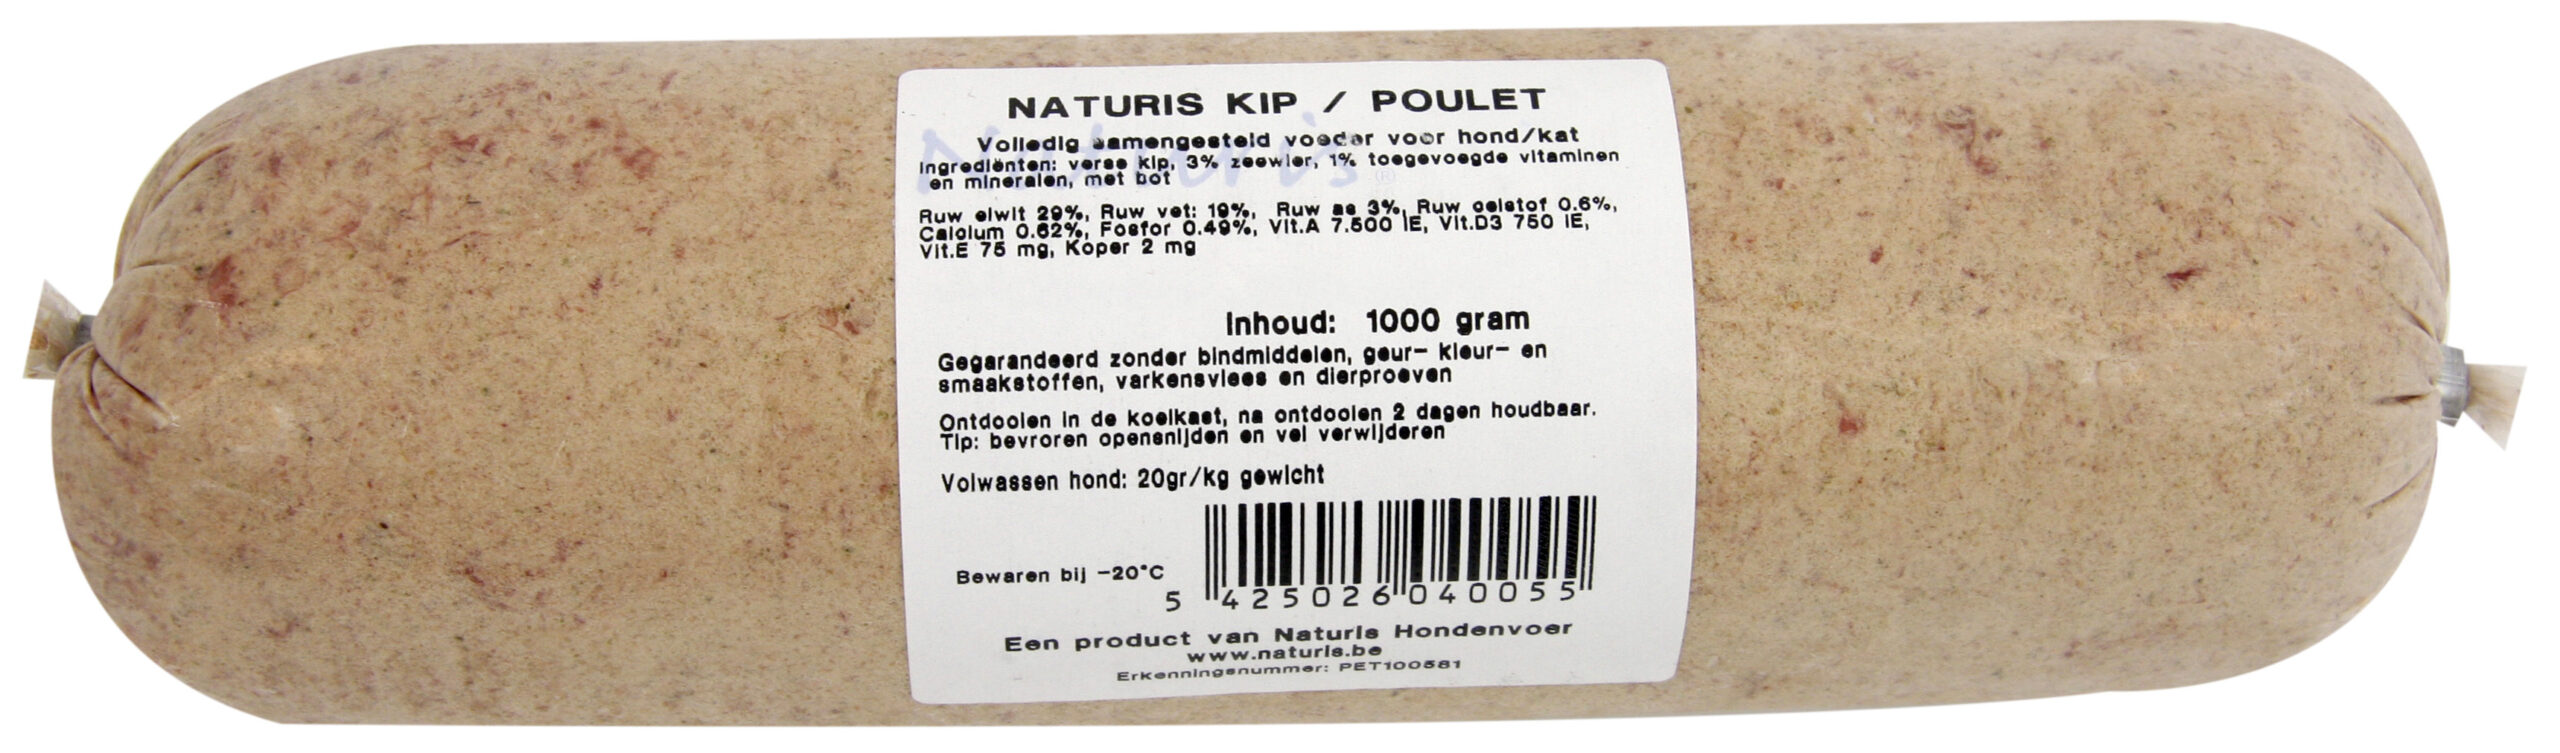 NATURIS KIP / POULET
Volledig samengesteld voeder voor hond/kat
Ingrediënten: verse kip, 3% zeewier, 1% toegevoegde vitaminen
en mineralen, met bot
Naturis ®
Ruw eiwit 29%, Ruw vet: 19%, Ruw as 3%, Ruw celstof 0.6%,
Calcium 0.62%, Fosfor 0.49%, Vit.A 7.500 IE, Vit.D3 750 IE,
Vit.E 75 mg, Koper 2 mg
Inhoud: 1000 gram
Gegarandeerd zonder bindmiddelen, geur- kleur- en
smaakstoffen, varkensvlees en dierproeven
Ontdooien in de koelkast, na ontdooien 2 dagen houdbaar.
Tip: bevroren opensnijden en vel verwijderen
Volwassen hond: 20gr/kg gewicht
Bewaren bij -20°C
5 425026 040055
Een product van Naturis Hondenvoer
www.naturis.be
Erkenningsnummer: PET100581